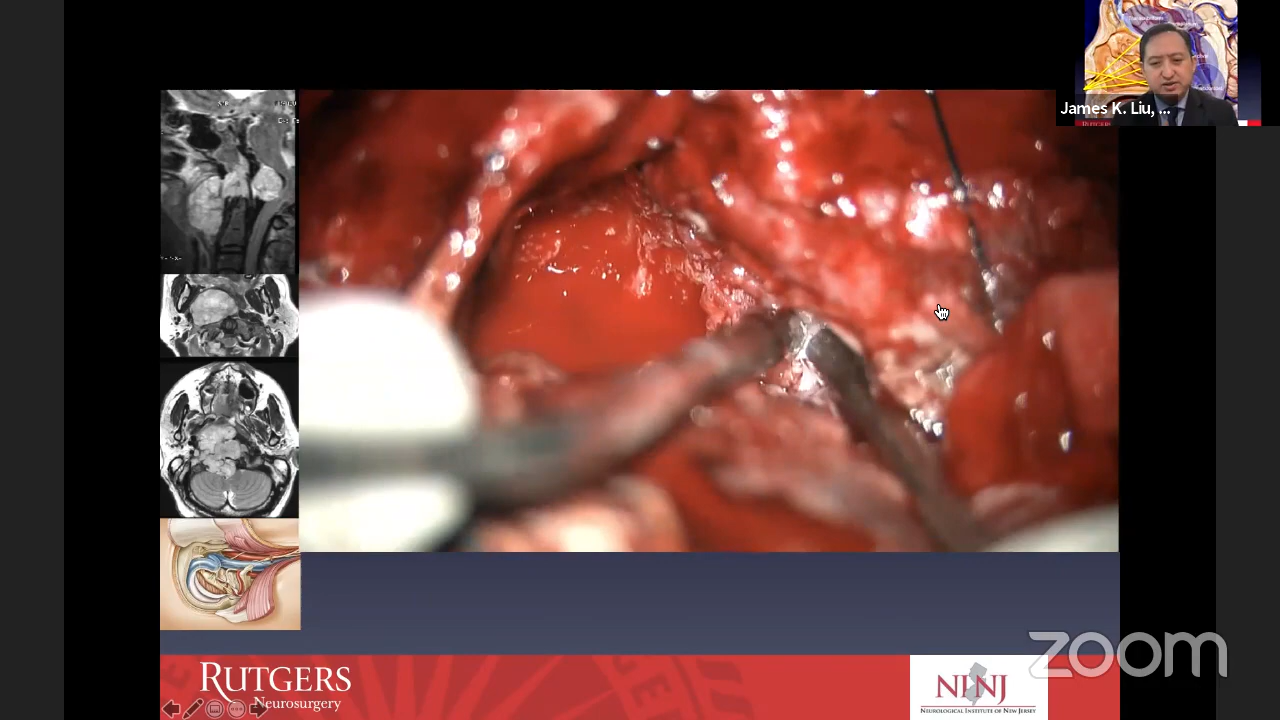 James K. Liu, ...
RUTGERS
Neurosurgery
NINJ
NEUROLOGICAL INSTITUTE OF NEW JERSEY
zoom